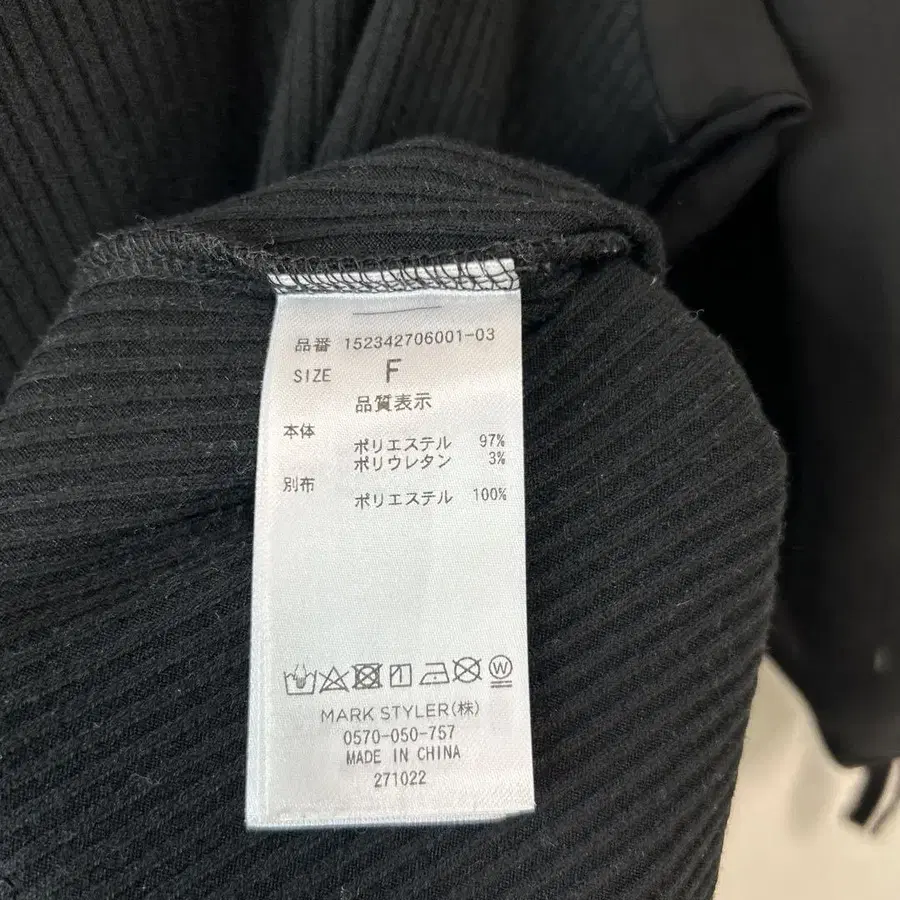 品番 152342706001-03
SIZE F
品質表示
本体
ポリエステル 97%
ポリウレタン 3%
別布
ポリエステル 100%
W
MARK STYLER(株)
0570-050-757
MADE IN CHINA
271022